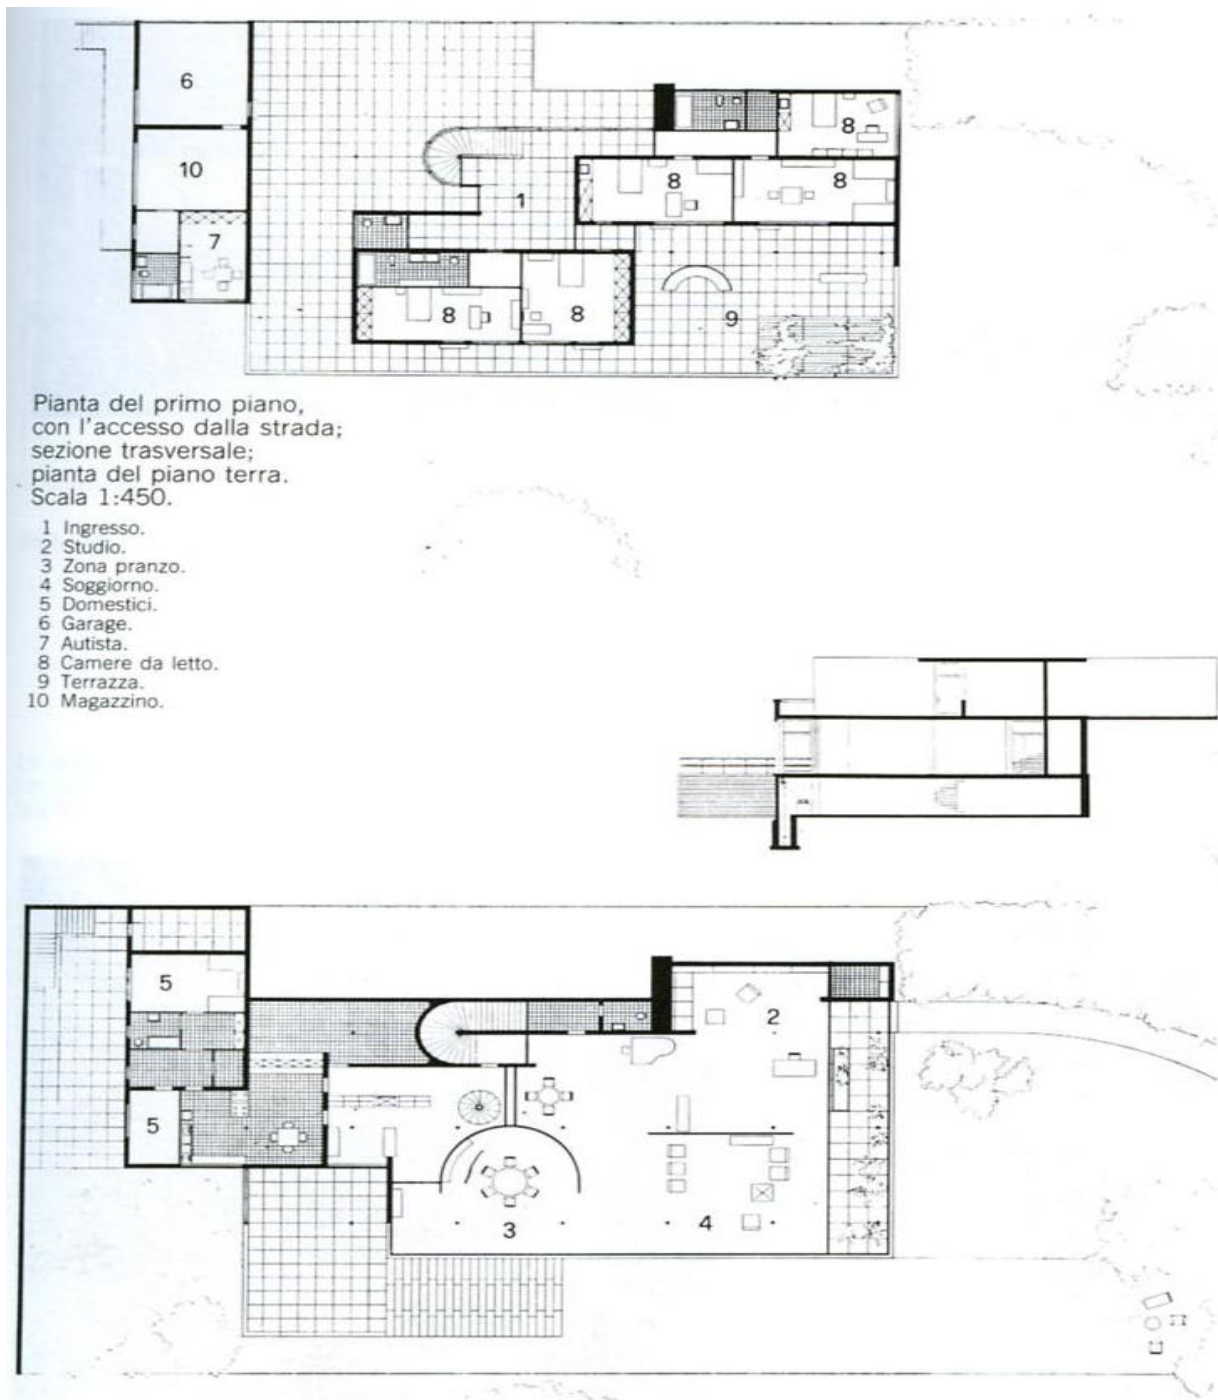 6
10
7
1
8
8
8
8
8
9
Pianta del primo piano,
con l'accesso dalla strada;
sezione trasversale;
pianta del piano terra.
Scala 1:450.
1 Ingresso.
2 Studio.
3 Zona pranzo.
4 Soggiorno.
5 Domestici.
6 Garage.
7 Autista.
8 Camere da letto.
9 Terrazza.
10 Magazzino.
5
2
5
3
4